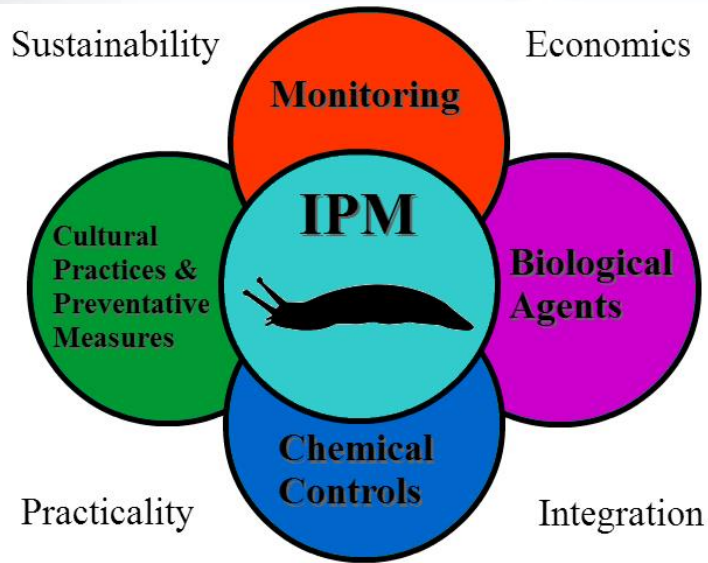 Sustainability
Economics
Monitoring
IPM
Cultural
Practices &
Preventative
Measures
Biological
Agents
Chemical
Controls
Practicality
Integration